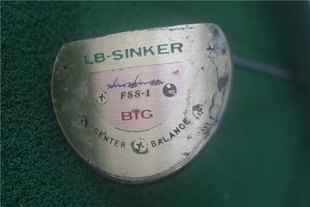 LB-SINKER
FSS-1
BIG
CENTER BALANCE